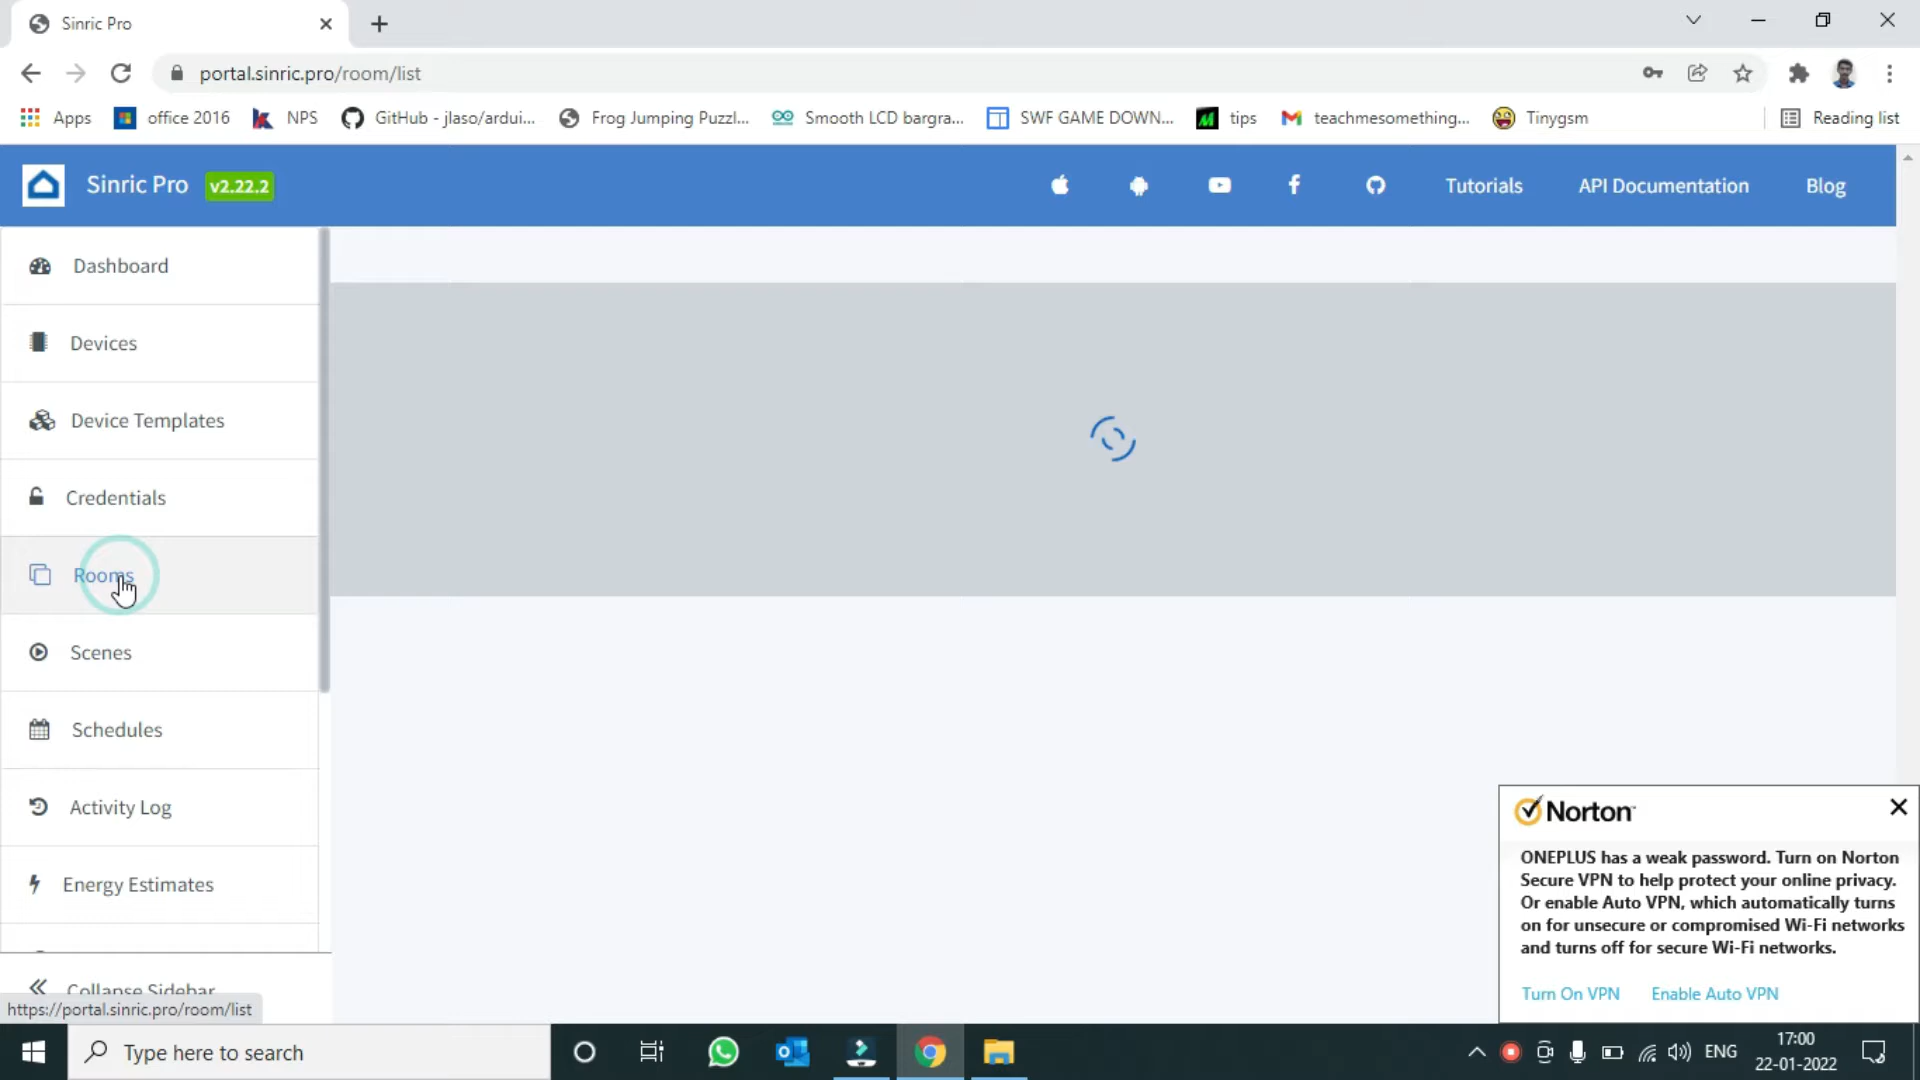 Sinric Pro
portal.sinric.pro/room/list
Apps office 2016 NPS GitHub - jlaso/ardui... Frog Jumping Puzzl... Smooth LCD bargra... SWF GAME DOWN... tips teachmesomething... Tinygsm Reading list
Sinric Pro v2.22.2 Tutorials API Documentation Blog
Dashboard
Devices
Device Templates
Credentials
Rooms
Scenes
Schedules
Activity Log
Energy Estimates
Collapse Sidebar
https://portal.sinric.pro/room/list
Norton
ONEPLUS has a weak password. Turn on Norton
Secure VPN to help protect your online privacy.
Or enable Auto VPN, which automatically turns
on for unsecure or compromised Wi-Fi networks
and turns off for secure Wi-Fi networks.
Turn On VPN Enable Auto VPN
Type here to search
ENG
17:00
22-01-2022